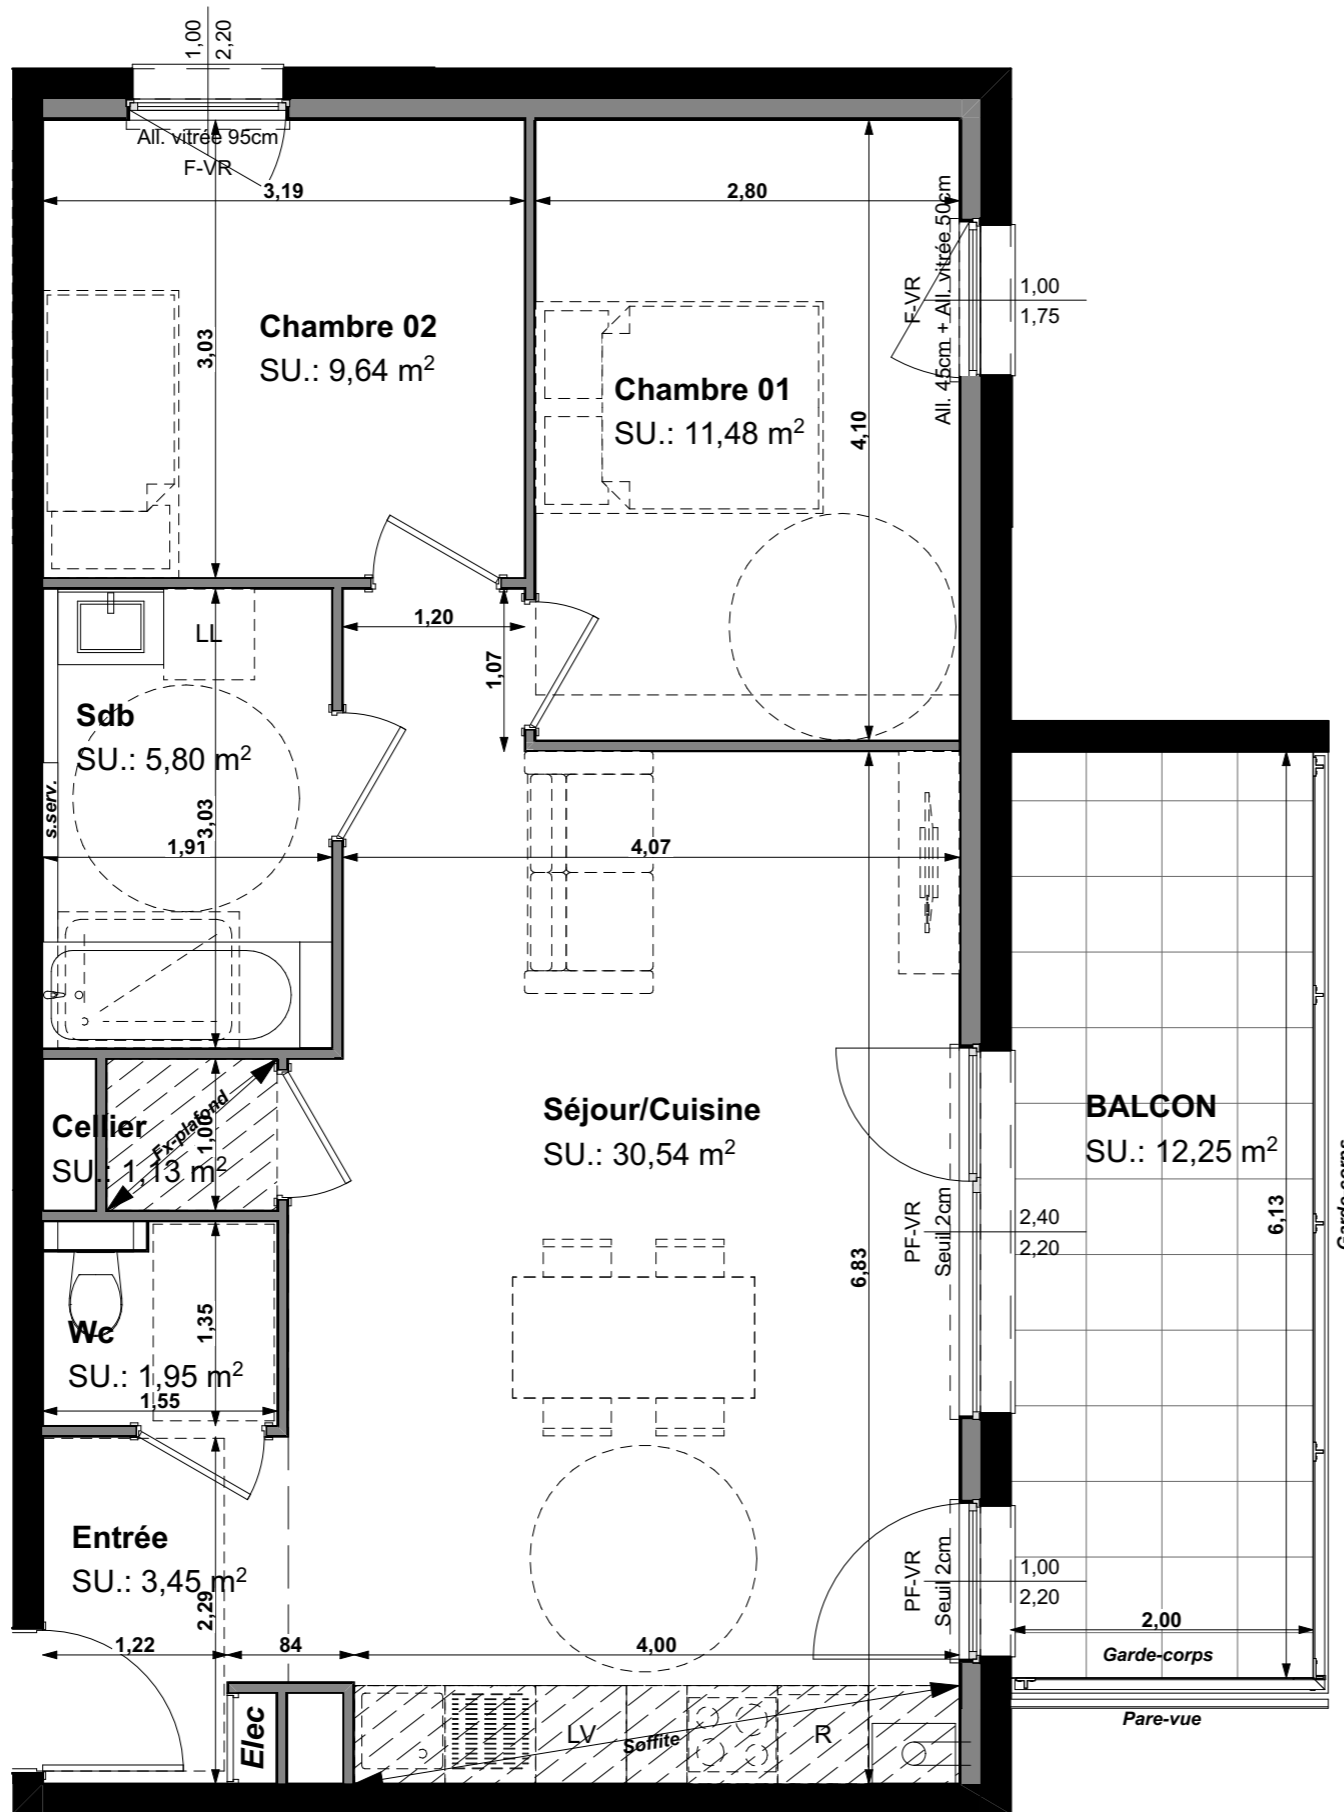 1,00
2,20
All. vitrée 95cm
F-VR
3,19
2,80
3,03
Chambre 02
SU.: 9,64 m²
Chambre 01
SU.: 11,48 m²
4,10
F-VR
All. 45cm + All. vitrée 50cm
1,00
1,75
LL
1,20
1,07
Sdb
SU.: 5,80 m²
s.serv.
3,03
1,91
4,07
Cellier
SU.: 1,13 m²
Fx-plafond
1,00
Séjour/Cuisine
SU.: 30,54 m²
BALCON
SU.: 12,25 m²
Garde-corps
6,13
PF-VR
Seuil 2cm
2,40
2,20
6,83
Wc
SU.: 1,95 m²
1,35
1,55
Entrée
SU.: 3,45 m²
2,29
1,22
84
4,00
PF-VR
Seuil 2cm
1,00
2,20
2,00
Garde-corps
Pare-vue
Elec
LV
Soffite
R